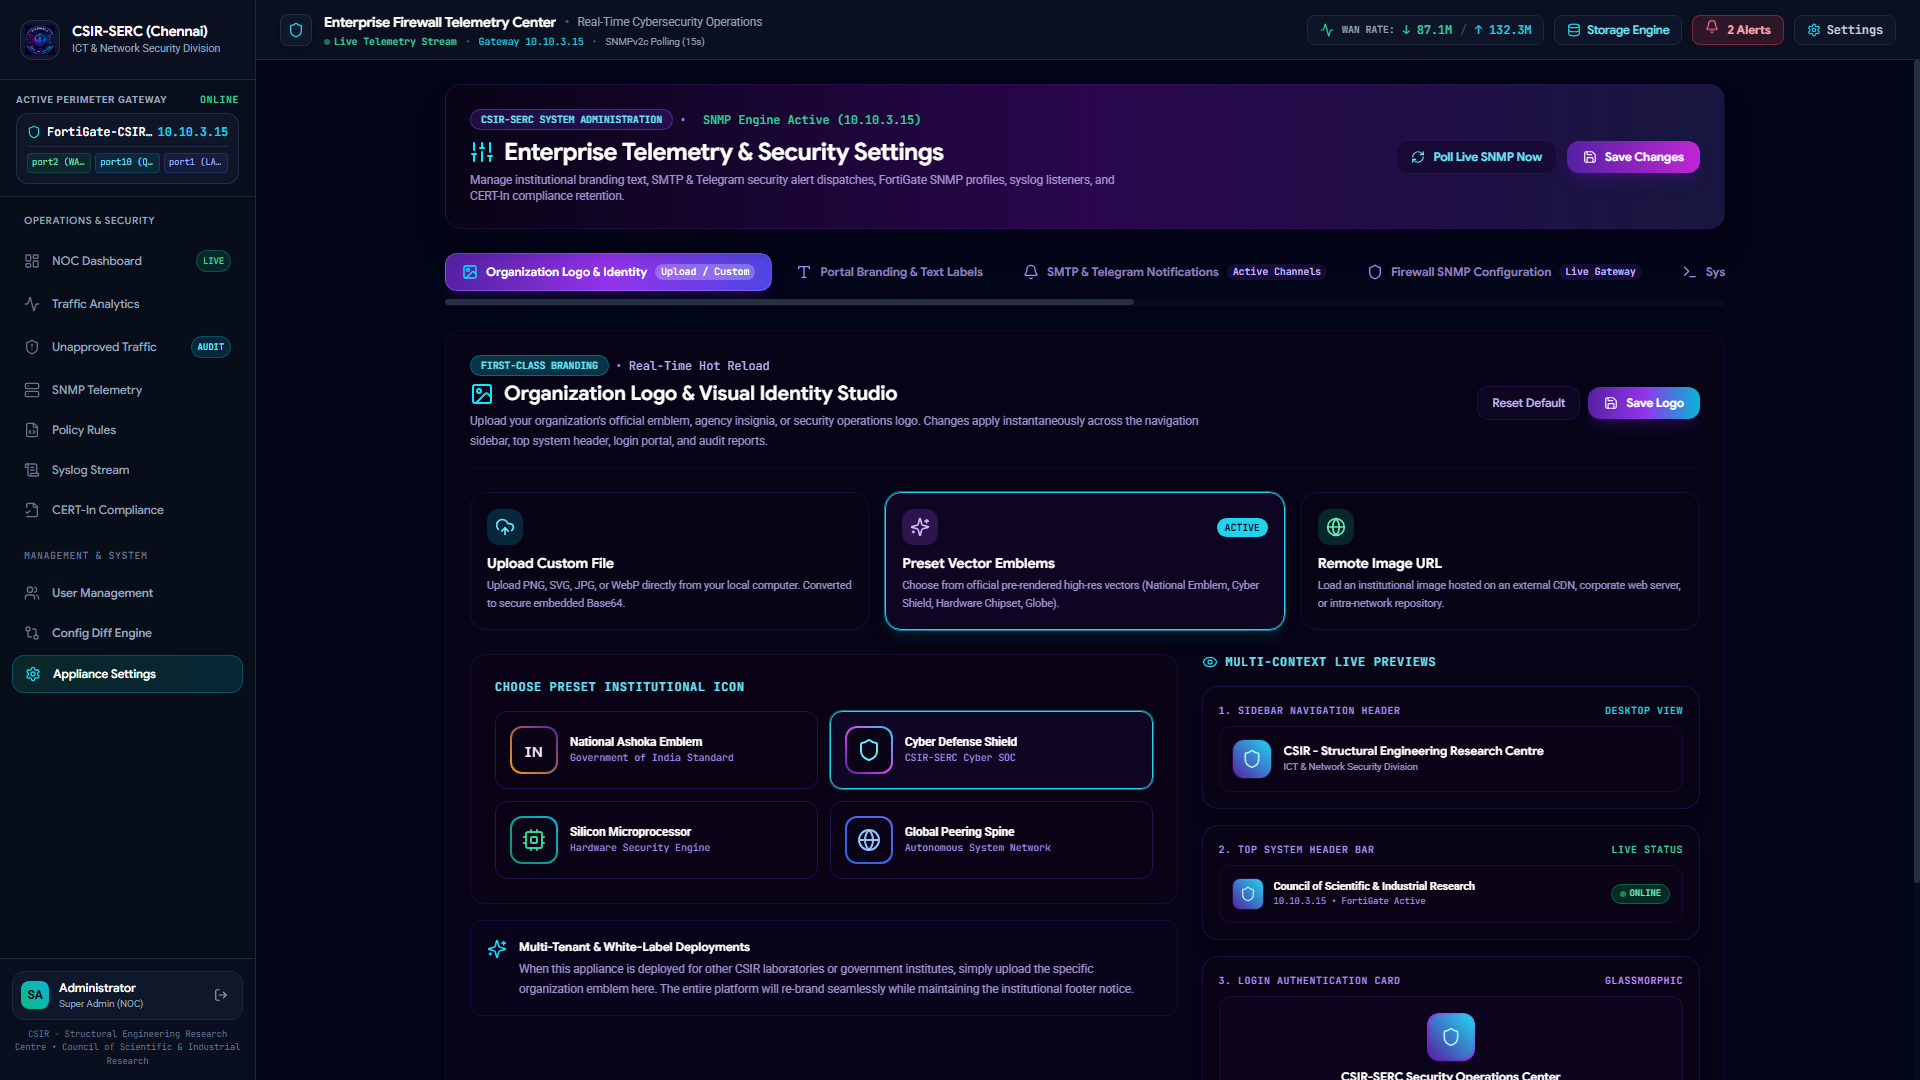 CSIR-SERC (Chennai)
ICT & Network Security Division
ACTIVE PERIMETER GATEWAY
ONLINE
FortiGate-CSIR…
10.10.3.15
port2 (WA…
port10 (Q…
port1 (LA…
OPERATIONS & SECURITY
NOC Dashboard
LIVE
Traffic Analytics
Unapproved Traffic
AUDIT
SNMP Telemetry
Policy Rules
Syslog Stream
CERT-In Compliance
MANAGEMENT & SYSTEM
User Management
Config Diff Engine
Appliance Settings
SA
Administrator
Super Admin (NOC)
CSIR - Structural Engineering Research
Centre • Council of Scientific & Industrial
Research
Enterprise Firewall Telemetry Center • Real-Time Cybersecurity Operations
Live Telemetry Stream • Gateway 10.10.3.15 • SNMPv2c Polling (15s)
WAN RATE: ↓ 87.1M / ↑ 132.3M
Storage Engine
2 Alerts
Settings
CSIR-SERC SYSTEM ADMINISTRATION • SNMP Engine Active (10.10.3.15)
Enterprise Telemetry & Security Settings
Manage institutional branding text, SMTP & Telegram security alert dispatches, FortiGate SNMP profiles, syslog listeners, and
CERT-In compliance retention.
Poll Live SNMP Now
Save Changes
Organization Logo & Identity Upload / Custom
Portal Branding & Text Labels
SMTP & Telegram Notifications Active Channels
Firewall SNMP Configuration Live Gateway
Sys
FIRST-CLASS BRANDING • Real-Time Hot Reload
Organization Logo & Visual Identity Studio
Upload your organization's official emblem, agency insignia, or security operations logo. Changes apply instantaneously across the navigation
sidebar, top system header, login portal, and audit reports.
Reset Default
Save Logo
Upload Custom File
Upload PNG, SVG, JPG, or WebP directly from your local computer. Converted
to secure embedded Base64.
ACTIVE
Preset Vector Emblems
Choose from official pre-rendered high-res vectors (National Emblem, Cyber
Shield, Hardware Chipset, Globe).
Remote Image URL
Load an institutional image hosted on an external CDN, corporate web server,
or intra-network repository.
CHOOSE PRESET INSTITUTIONAL ICON
IN
National Ashoka Emblem
Government of India Standard
Cyber Defense Shield
CSIR-SERC Cyber SOC
Silicon Microprocessor
Hardware Security Engine
Global Peering Spine
Autonomous System Network
Multi-Tenant & White-Label Deployments
When this appliance is deployed for other CSIR laboratories or government institutes, simply upload the specific
organization emblem here. The entire platform will re-brand seamlessly while maintaining the institutional footer notice.
MULTI-CONTEXT LIVE PREVIEWS
1. SIDEBAR NAVIGATION HEADER
DESKTOP VIEW
CSIR - Structural Engineering Research Centre
ICT & Network Security Division
2. TOP SYSTEM HEADER BAR
LIVE STATUS
Council of Scientific & Industrial Research
10.10.3.15 • FortiGate Active
ONLINE
3. LOGIN AUTHENTICATION CARD
GLASSMORPHIC
CSIR-SERC Security Operations Center